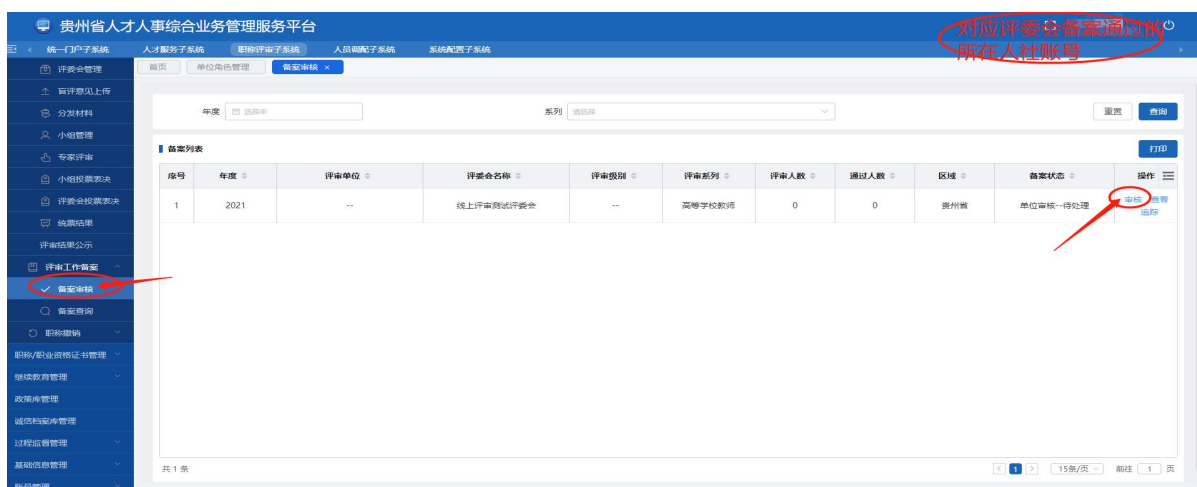 贵州省人才人事综合业务管理服务平台
对应评委会备案通过的
所在人社账号
统一门户子系统 人才服务子系统 职称评审子系统 人员调配子系统 系统配置子系统
首页 单位角色管理 备案审核 ×
评委会管理
盲评意见上传
分发材料
小组管理
专家评审
小组投票表决
评委会投票表决
统票结果
评审结果公示
评审工作备案
备案审核
备案查询
职称撤销
职称/职业资格证书管理
继续教育管理
政策库管理
诚信档案库管理
过程监督管理
基础信息管理
账号管理
年度 选择年 系列 请选择 重置 查询
备案列表 打印
序号 年度 评审单位 评委会名称 评审级别 评审系列 评审人数 通过人数 区域 备案状态 操作
1 2021 -- 线上评审测试评委会 -- 高等学校教师 0 0 贵州省 单位审核--待处理 审核 查看
追踪
共 1 条 < 1 > 15条/页 前往 1 页